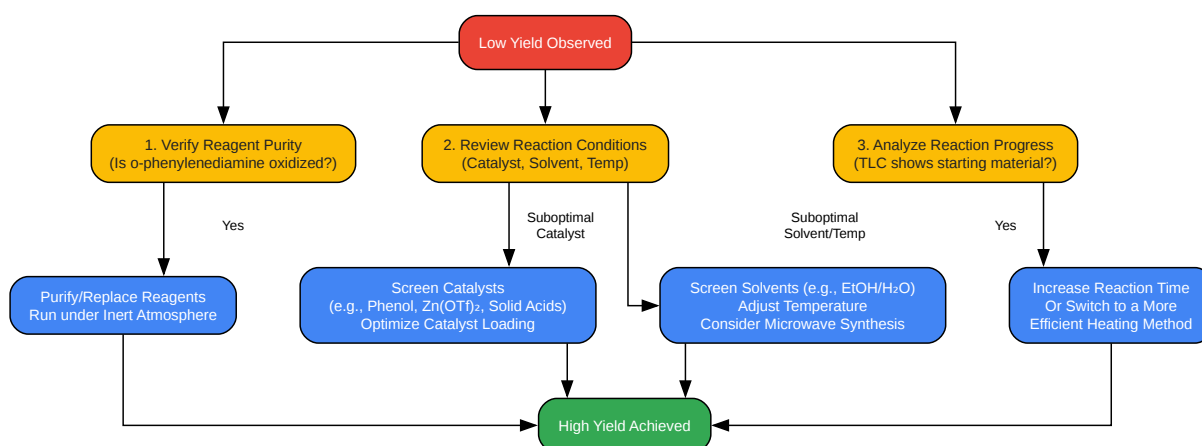 Low Yield Observed
1. Verify Reagent Purity
(Is o-phenylenediamine oxidized?)
2. Review Reaction Conditions
(Catalyst, Solvent, Temp)
3. Analyze Reaction Progress
(TLC shows starting material?)
Yes
Suboptimal
Catalyst
Suboptimal
Solvent/Temp
Yes
Purify/Replace Reagents
Run under Inert Atmosphere
Screen Catalysts
(e.g., Phenol, Zn(OTf)₂, Solid Acids)
Optimize Catalyst Loading
Screen Solvents (e.g., EtOH/H₂O)
Adjust Temperature
Consider Microwave Synthesis
Increase Reaction Time
Or Switch to a More
Efficient Heating Method
High Yield Achieved